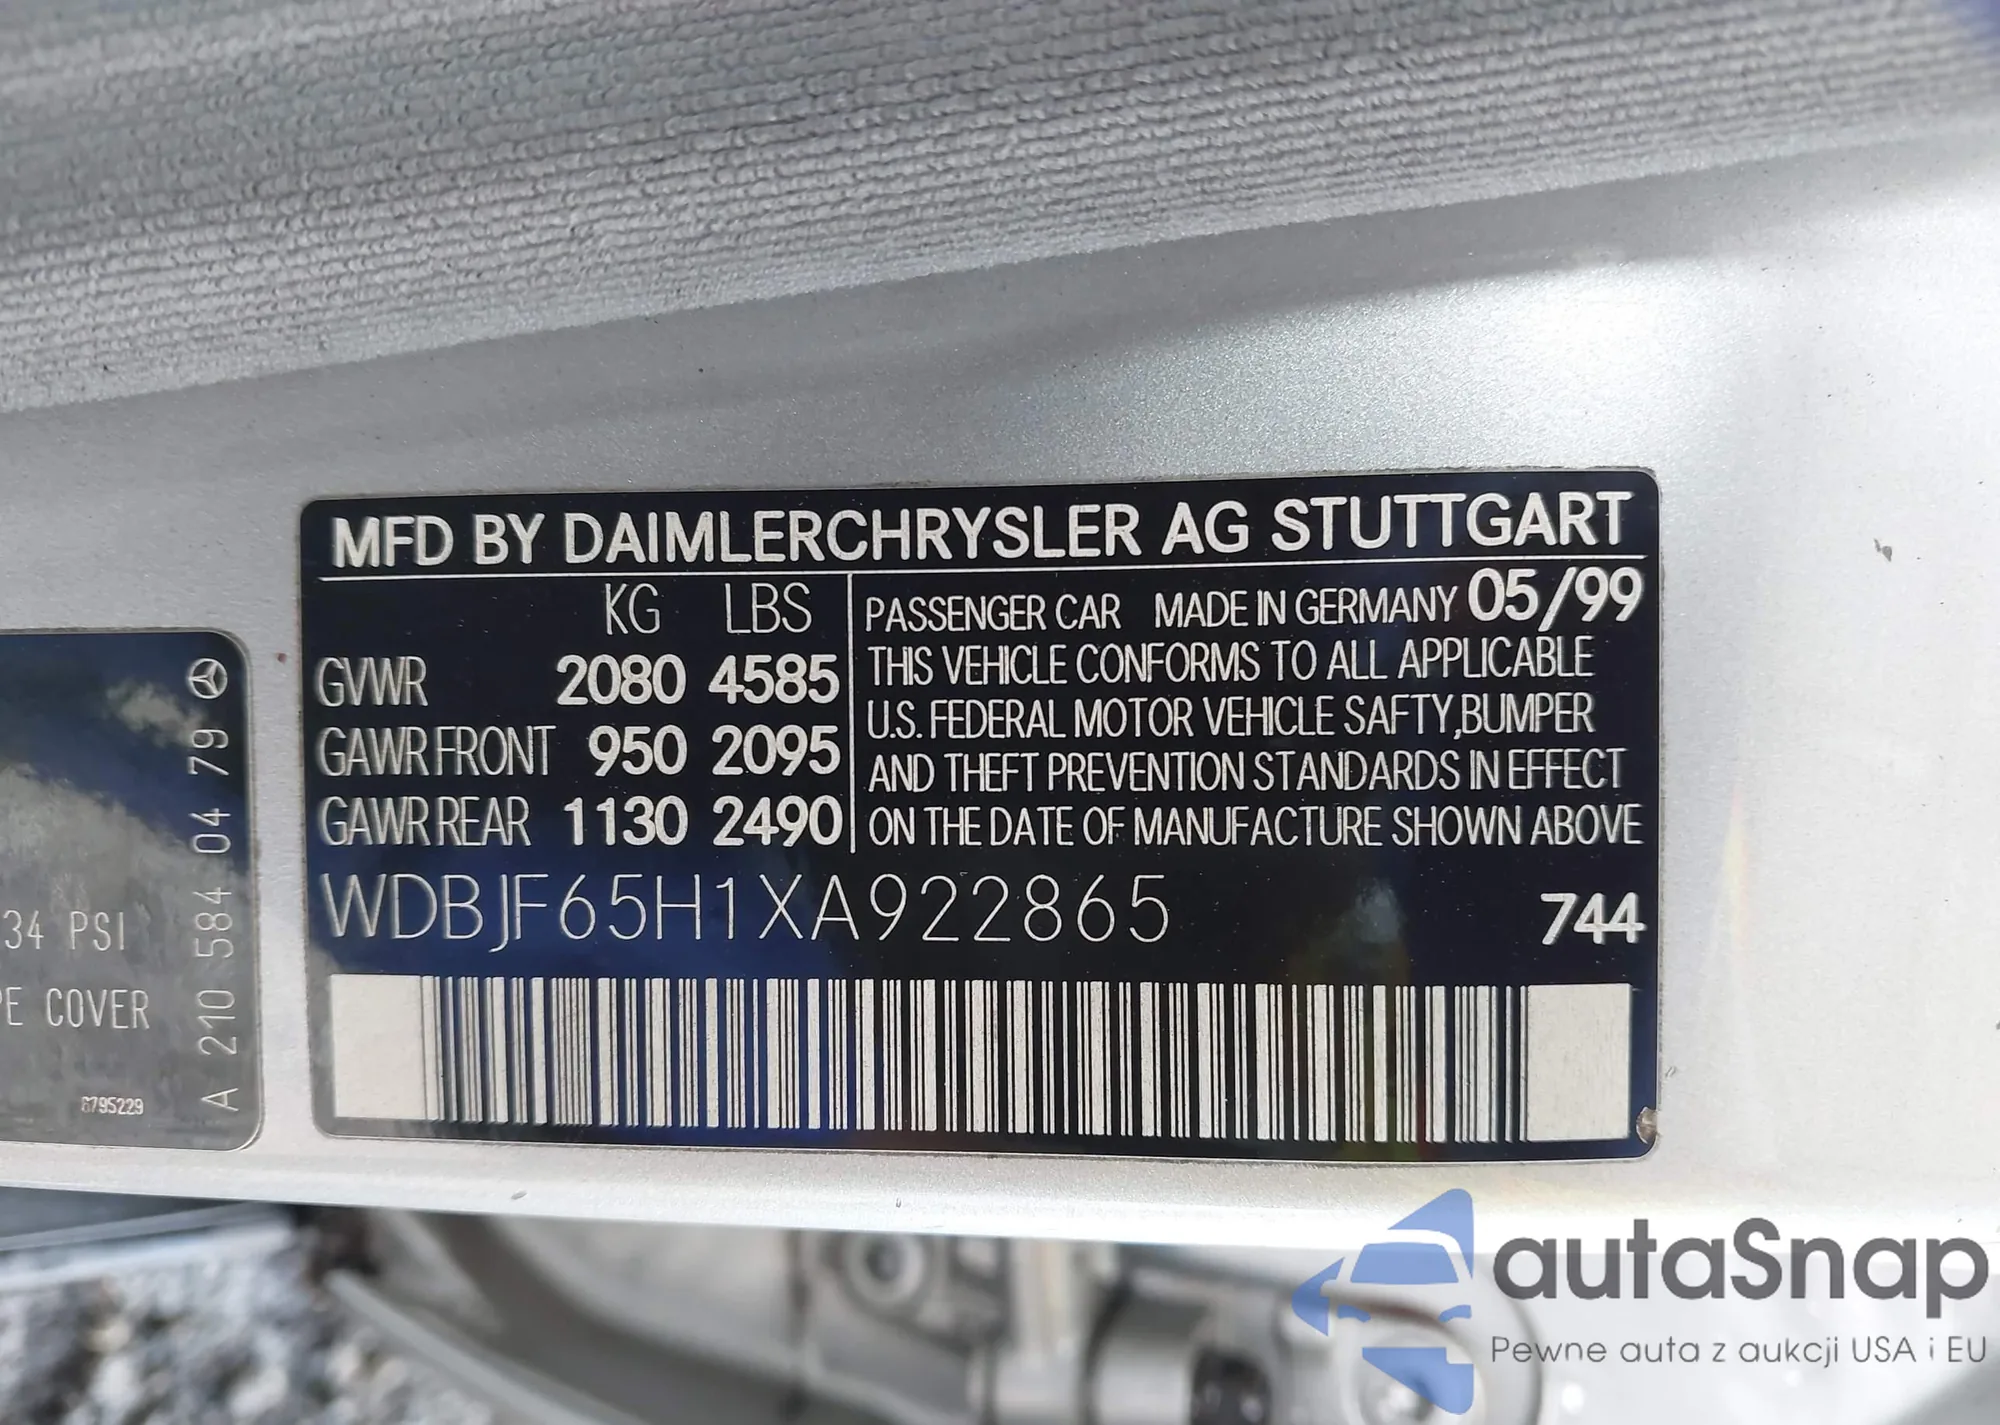 MFD BY DAIMLERCHRYSLER AG STUTTGART
KG LBS
GVWR 2080 4585
GAWR FRONT 950 2095
GAWR REAR 1130 2490
PASSENGER CAR MADE IN GERMANY 05/99
THIS VEHICLE CONFORMS TO ALL APPLICABLE
U.S. FEDERAL MOTOR VEHICLE SAFTY,BUMPER
AND THEFT PREVENTION STANDARDS IN EFFECT
ON THE DATE OF MANUFACTURE SHOWN ABOVE
WDBJF65H1XA922865 744
34 PSI
COVER
A 210 584 04 79
autaSnap
Pewne auta z aukcji USA i EU